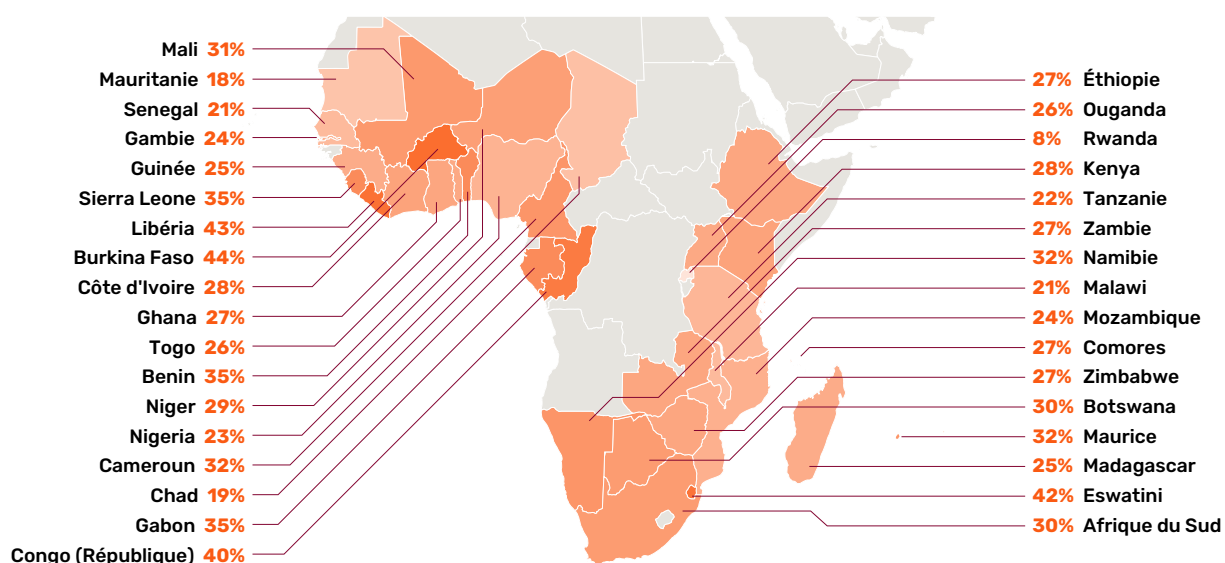 Mali 31%
Mauritanie 18%
Senegal 21%
Gambie 24%
Guinée 25%
Sierra Leone 35%
Libéria 43%
Burkina Faso 44%
Côte d'Ivoire 28%
Ghana 27%
Togo 26%
Benin 35%
Niger 29%
Nigeria 23%
Cameroun 32%
Chad 19%
Gabon 35%
Congo (République) 40%
27% Éthiopie
26% Ouganda
8% Rwanda
28% Kenya
22% Tanzanie
27% Zambie
32% Namibie
21% Malawi
24% Mozambique
27% Comores
27% Zimbabwe
30% Botswana
32% Maurice
25% Madagascar
42% Eswatini
30% Afrique du Sud